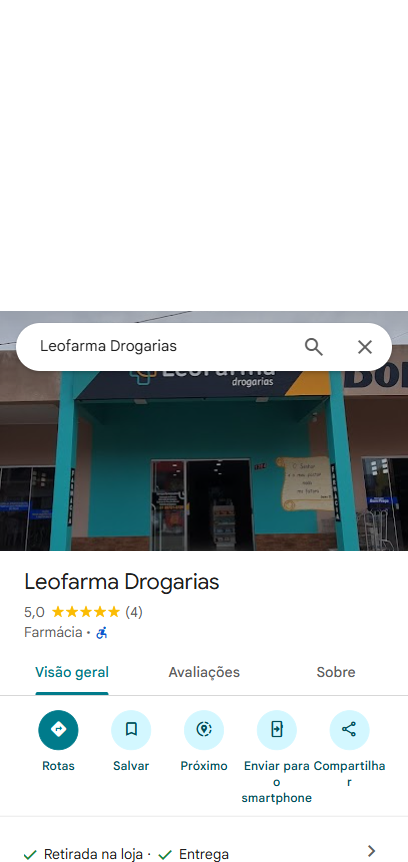 Leofarma Drogarias
Leofarma
drogarias
Leofarma Drogarias
5,0 (4)
Farmácia ·
Visão geral
Avaliações
Sobre
Rotas
Salvar
Próximo
Enviar para o smartphone
Compartilhar
Retirada na loja · Entrega